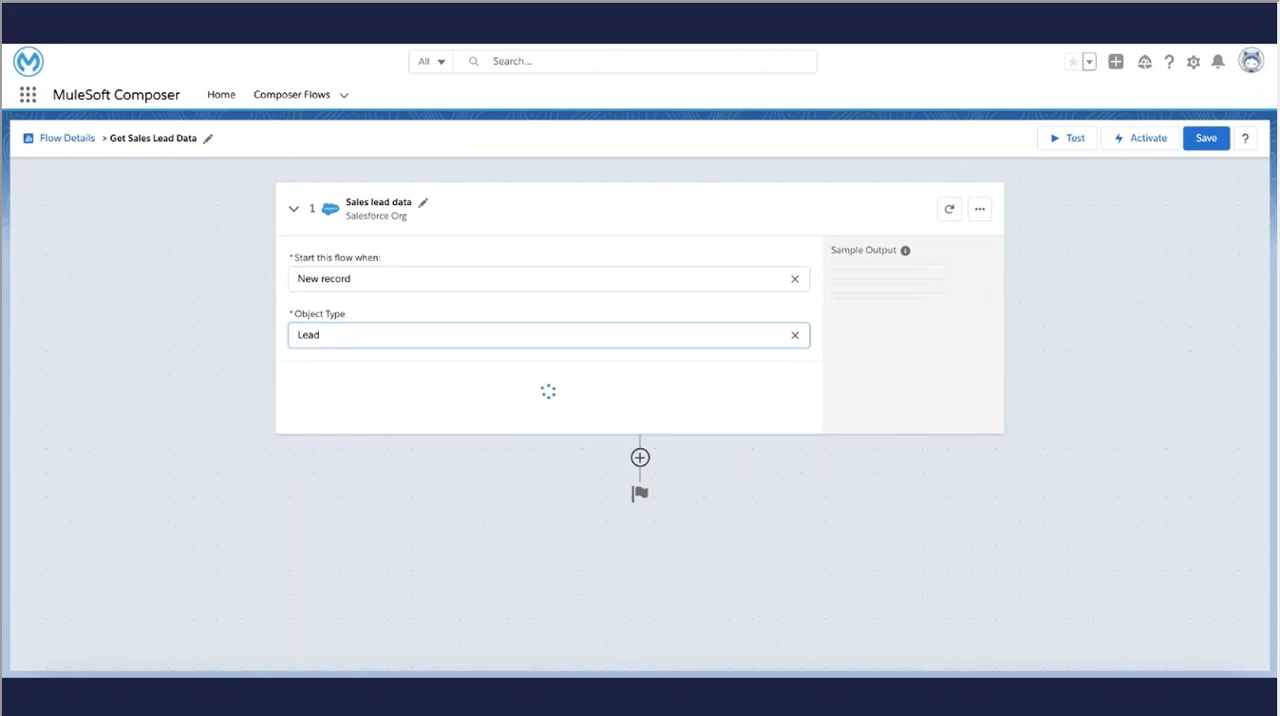 All
Search...
MuleSoft Composer
Home
Composer Flows
Flow Details > Get Sales Lead Data
Test
Activate
Save
?
1
Sales lead data
Salesforce Org
* Start this flow when:
New record
Sample Output
* Object Type
Lead